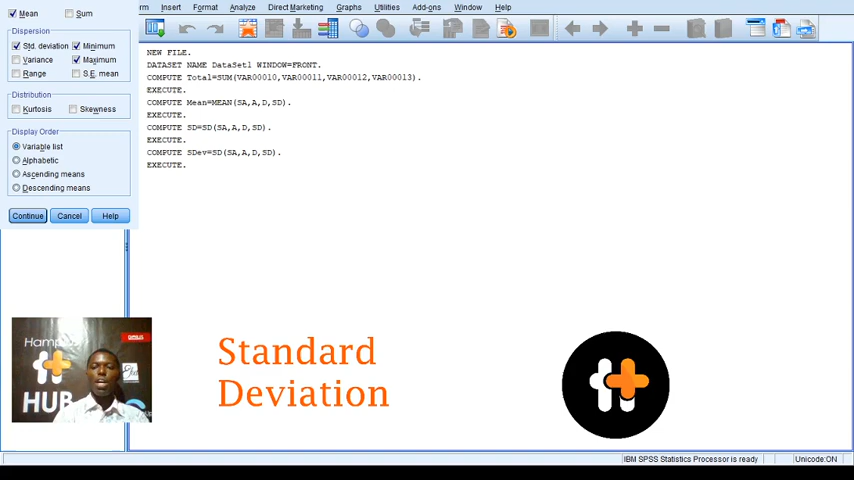 rm Insert Format Analyze Direct Marketing Graphs Utilities Add-ons Window Help
Mean Sum
Dispersion
Std. deviation Minimum
Variance Maximum
Range S.E. mean
Distribution
Kurtosis Skewness
Display Order
Variable list
Alphabetic
Ascending means
Descending means
Continue Cancel Help
NEW FILE.
DATASET NAME DataSet1 WINDOW=FRONT.
COMPUTE Total=SUM(VAR00010,VAR00011,VAR00012,VAR00013).
EXECUTE.
COMPUTE Mean=MEAN(SA,A,D,SD).
EXECUTE.
COMPUTE SD=SD(SA,A,D,SD).
EXECUTE.
COMPUTE SDev=SD(SA,A,D,SD).
EXECUTE.
HUB
Standard
Deviation
IBM SPSS Statistics Processor is ready
Unicode:ON